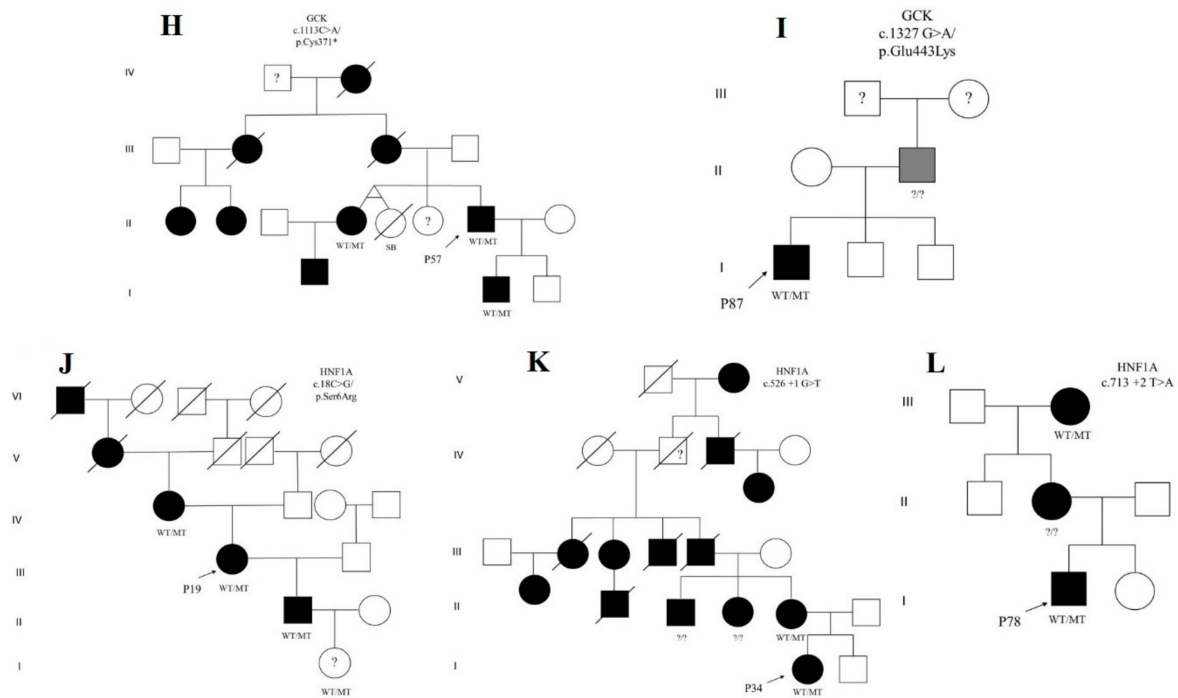 H
GCK
c.1113C>A/
p.Cys371*
IV
?
III
II
?
WT/MT
SB
WT/MT
P57
I
WT/MT
I
GCK
c.1327 G>A/
p.Glu443Lys
III
?
?
II
?/?
I
P87
WT/MT
J
HNF1A
c.18C>G/
p.Ser6Arg
VI
V
IV
WT/MT
III
P19
WT/MT
II
WT/MT
I
?
WT/MT
K
HNF1A
c.526 +1 G>T
V
IV
?
III
II
?/?
?/?
WT/MT
I
P34
WT/MT
L
HNF1A
c.713 +2 T>A
III
WT/MT
II
?/?
I
P78
WT/MT